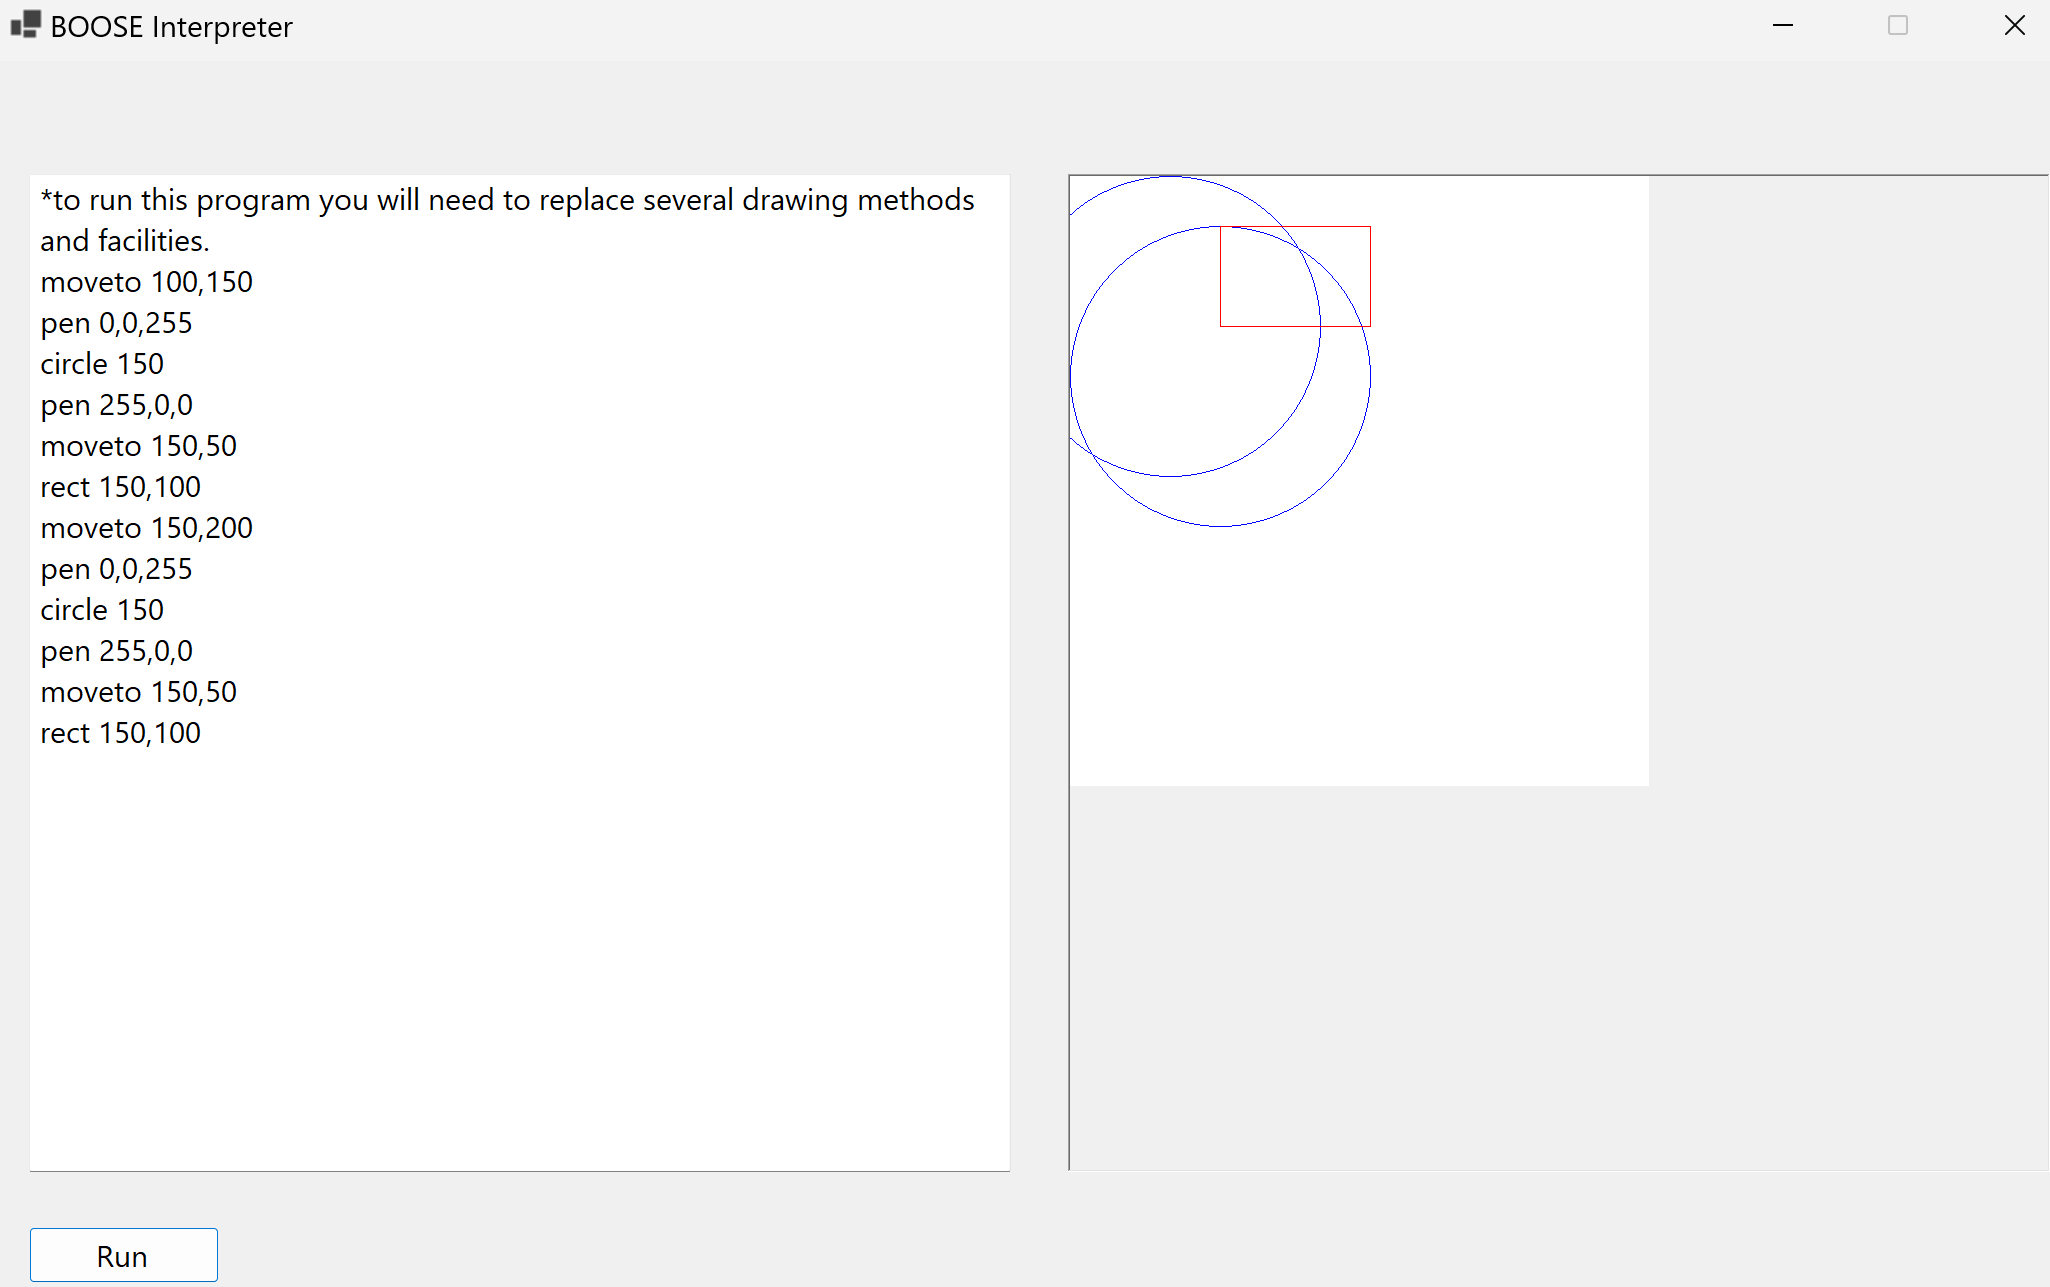 BOOSE Interpreter
*to run this program you will need to replace several drawing methods
and facilities.
moveto 100,150
pen 0,0,255
circle 150
pen 255,0,0
moveto 150,50
rect 150,100
moveto 150,200
pen 0,0,255
circle 150
pen 255,0,0
moveto 150,50
rect 150,100
Run